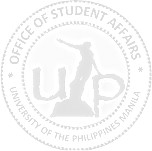 OFFICE OF STUDENT AFFAIRS
UP
UNIVERSITY OF THE PHILIPPINES MANILA